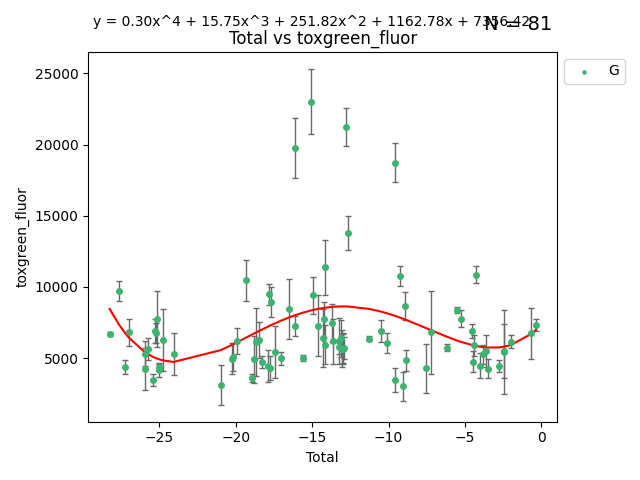 y = 0.30x^4 + 15.75x^3 + 251.82x^2 + 1162.78x + 7356.42
N = 81
Total vs toxgreen_fluor
G
25000
20000
15000
10000
5000
toxgreen_fluor
−25
−20
−15
−10
−5
0
Total